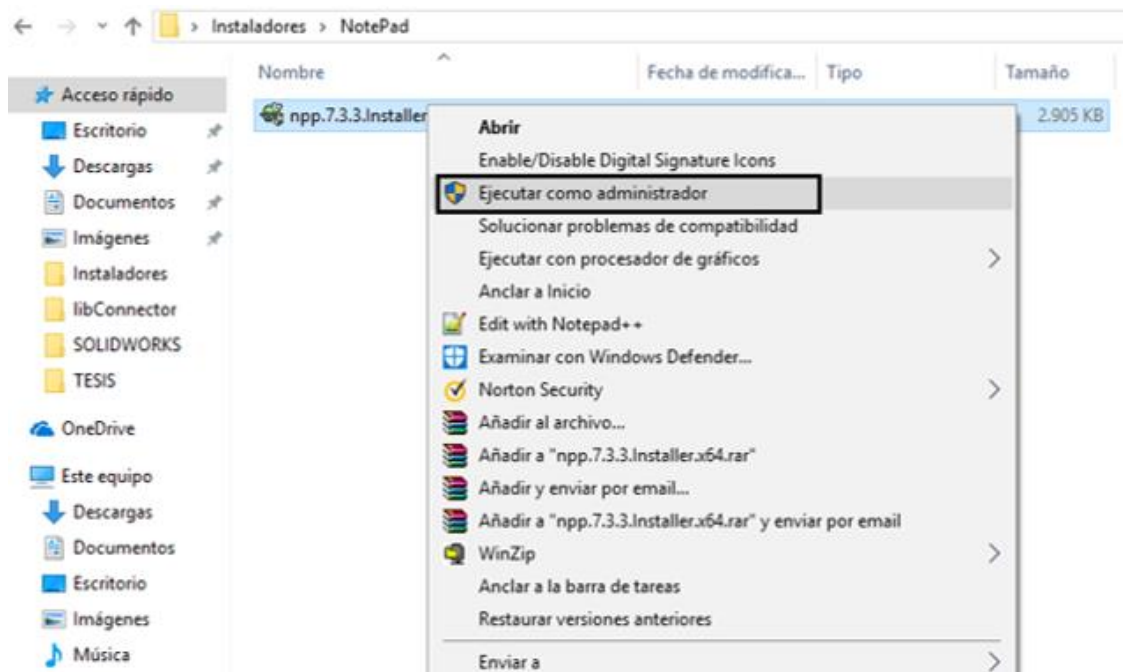 Instaladores > NotePad
Nombre Fecha de modifica... Tipo Tamaño
Acceso rápido
Escritorio
Descargas
Documentos
Imágenes
Instaladores
libConnector
SOLIDWORKS
TESIS
OneDrive
Este equipo
Descargas
Documentos
Escritorio
Imágenes
Música
npp.7.3.3.Installer 2.905 KB
Abrir
Enable/Disable Digital Signature Icons
Ejecutar como administrador
Solucionar problemas de compatibilidad
Ejecutar con procesador de gráficos
Anclar a Inicio
Edit with Notepad++
Examinar con Windows Defender...
Norton Security
Añadir al archivo...
Añadir a "npp.7.3.3.Installer.x64.rar"
Añadir y enviar por email...
Añadir a "npp.7.3.3.Installer.x64.rar" y enviar por email
WinZip
Anclar a la barra de tareas
Restaurar versiones anteriores
Enviar a